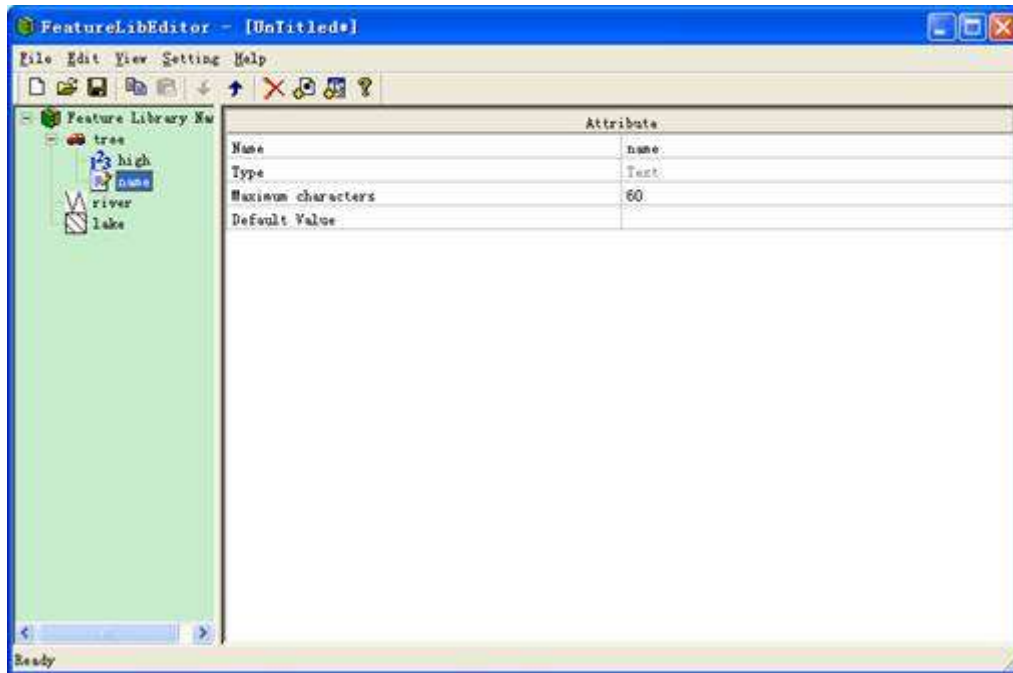 FeatureLibEditor - [UnTitled*]
File Edit View Setting Help
Feature Library Na
tree
high
name
river
lake
Attribute
Name name
Type Text
Maximum characters 60
Default Value
Ready